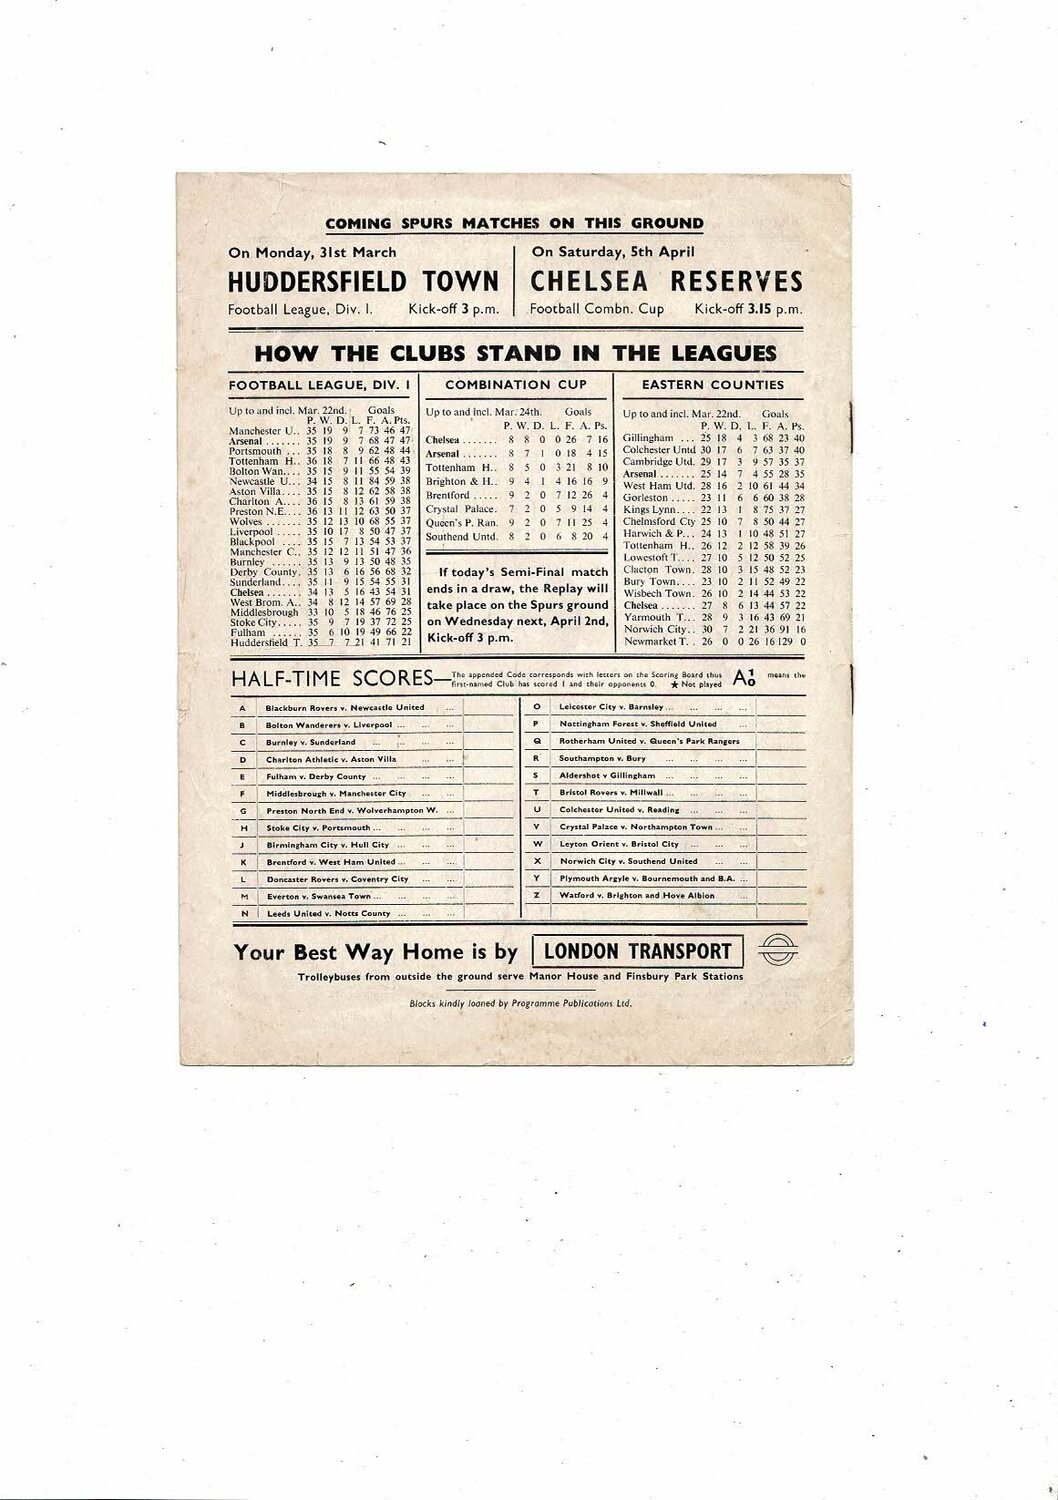 COMING SPURS MATCHES ON THIS GROUND
On Monday, 31st March
HUDDERSFIELD TOWN
Football League, Div. I. Kick-off 3 p.m.
On Saturday, 5th April
CHELSEA RESERVES
Football Combn. Cup Kick-off 3.15 p.m.
HOW THE CLUBS STAND IN THE LEAGUES
FOOTBALL LEAGUE, DIV. I
Up to and incl. Mar. 22nd. Goals
P. W. D. L. F. A. Pts.
Manchester U.. 35 19 9 7 73 46 47
Arsenal ....... 35 19 9 7 68 47 47
Portsmouth ... 35 18 8 9 62 48 44
Tottenham H.. 36 18 7 11 66 48 43
Bolton Wan.... 35 15 9 11 55 54 39
Newcastle U... 34 15 8 11 84 59 38
Aston Villa.... 35 15 8 12 62 58 38
Charlton A.... 36 15 8 13 61 59 38
Preston N.E.... 36 13 11 12 63 50 37
Wolves ....... 35 12 13 10 68 55 37
Liverpool ..... 35 10 17 8 50 47 37
Blackpool .... 35 15 7 13 54 53 37
Manchester C.. 35 12 12 11 51 47 36
Burnley ...... 35 13 9 13 50 48 35
Derby County. 35 13 6 16 56 68 32
Sunderland.... 35 11 9 15 54 55 31
Chelsea ....... 34 13 5 16 43 54 31
West Brom. A.. 34 8 12 14 57 69 28
Middlesbrough 33 10 5 18 46 76 25
Stoke City..... 35 9 7 19 37 72 25
Fulham ...... 35 6 10 19 49 66 22
Huddersfield T. 35 7 7 21 41 71 21
COMBINATION CUP
Up to and incl. Mar. 24th. Goals
P. W. D. L. F. A. Ps.
Chelsea ....... 8 8 0 0 26 7 16
Arsenal ....... 8 7 1 0 18 4 15
Tottenham H.. 8 5 0 3 21 8 10
Brighton & H.. 9 4 1 4 16 16 9
Brentford ..... 9 2 0 7 12 26 4
Crystal Palace. 7 2 0 5 9 14 4
Queen's P. Ran. 9 2 0 7 11 25 4
Southend Untd. 8 2 0 6 8 20 4
If today's Semi-Final match
ends in a draw, the Replay will
take place on the Spurs ground
on Wednesday next, April 2nd,
Kick-off 3 p.m.
EASTERN COUNTIES
Up to and incl. Mar. 22nd. Goals
P. W. D. L. F. A. Ps.
Gillingham ... 25 18 4 3 68 23 40
Colchester Untd 30 17 6 7 63 37 40
Cambridge Utd. 29 17 3 9 57 35 37
Arsenal ....... 25 14 7 4 55 28 35
West Ham Utd. 28 16 2 10 61 44 34
Gorleston ..... 23 11 6 6 60 38 28
Kings Lynn.... 22 13 1 8 75 37 27
Chelmsford Cty 25 10 7 8 50 44 27
Harwich & P... 24 13 1 10 48 51 27
Tottenham H.. 26 12 2 12 58 39 26
Lowestoft T.... 27 10 5 12 50 52 25
Clacton Town. 28 10 3 15 48 52 23
Bury Town.... 23 10 2 11 52 49 22
Wisbech Town. 26 10 2 14 44 53 22
Chelsea ....... 27 8 6 13 44 57 22
Yarmouth T... 28 9 3 16 43 69 21
Norwich City.. 30 7 2 21 36 91 16
Newmarket T. . 26 0 0 26 16 129 0
HALF-TIME SCORES—The appended Code corresponds with letters on the Scoring Board thus A 1 0 means the
first-named Club has scored 1 and their opponents 0. ★ Not played
A Blackburn Rovers v. Newcastle United ...
B Bolton Wanderers v. Liverpool ... ... ...
C Burnley v. Sunderland ... ... ... ...
D Charlton Athletic v. Aston Villa ... ...
E Fulham v. Derby County ... ... ... ...
F Middlesbrough v. Manchester City ... ...
G Preston North End v. Wolverhampton W. ...
H Stoke City v. Portsmouth ... ... ... ...
J Birmingham City v. Hull City ... ... ...
K Brentford v. West Ham United ... ... ...
L Doncaster Rovers v. Coventry City ... ...
M Everton v. Swansea Town ... ... ... ...
N Leeds United v. Notts County ... ... ...
O Leicester City v. Barnsley ... ... ... ...
P Nottingham Forest v. Sheffield United ...
Q Rotherham United v. Queen's Park Rangers
R Southampton v. Bury ... ... ... ...
S Aldershot v Gillingham ... ... ... ...
T Bristol Rovers v. Millwall ... ... ... ...
U Colchester United v. Reading ... ... ...
V Crystal Palace v. Northampton Town ... ...
W Leyton Orient v. Bristol City ... ... ...
X Norwich City v. Southend United ... ...
Y Plymouth Argyle v. Bournemouth and B.A. ...
Z Watford v. Brighton and Hove Albion ...
Your Best Way Home is by LONDON TRANSPORT
Trolleybuses from outside the ground serve Manor House and Finsbury Park Stations
Blocks kindly loaned by Programme Publications Ltd.